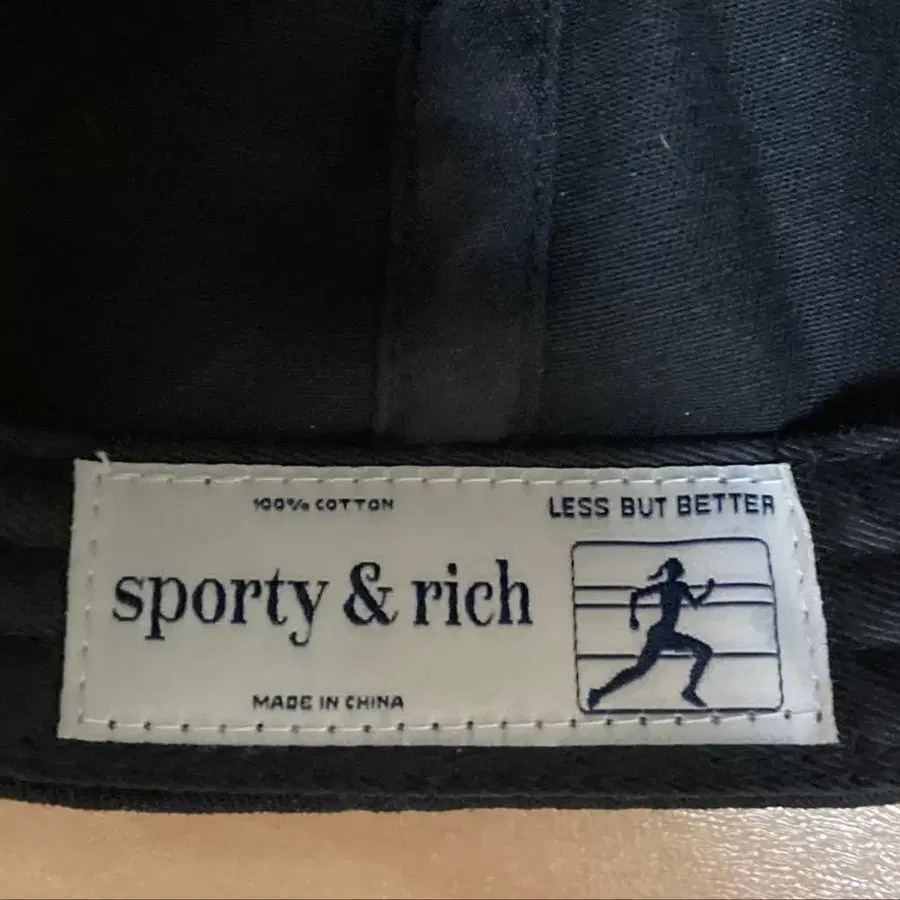 100% COTTON
LESS BUT BETTER
sporty & rich
MADE IN CHINA